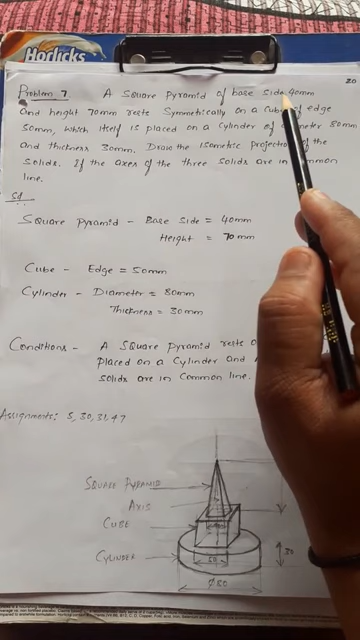 Horlicks
20
Problem 7. A Square Pyramid of base side 40mm
and height 70mm rests Symmetrically on a Cube of edge
50mm, which itself is placed on a Cylinder of diameter 80mm
and thickness 30mm. Draw the Isometric projection of the
Solids. If the axes of the three solids are in Common
line.
Sol
Square Pyramid - Base Side = 40mm
Height = 70mm
Cube - Edge = 50mm
Cylinder - Diameter = 80mm
Thickness = 30mm
Conditions - A Square Pyramid rests
placed on a Cylinder and
solids are in Common line.
Assignments: 5, 30, 31, 47
SQUARE PYRAMID
AXIS
CUBE
CYLINDER
50
30
Ø80